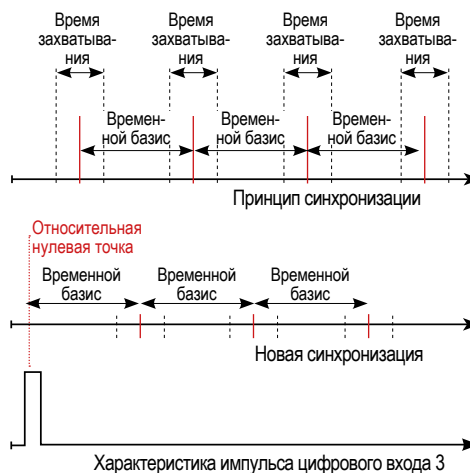 Время
захватыва-
ния
Время
захватыва-
ния
Время
захватыва-
ния
Время
захватыва-
ния
Времен-
ной базис
Времен-
ной базис
Времен-
ной базис
Принцип синхронизации
Относительная
нулевая точка
Временной
базис
Временной
базис
Временной
базис
Новая синхронизация
Характеристика импульса цифрового входа 3